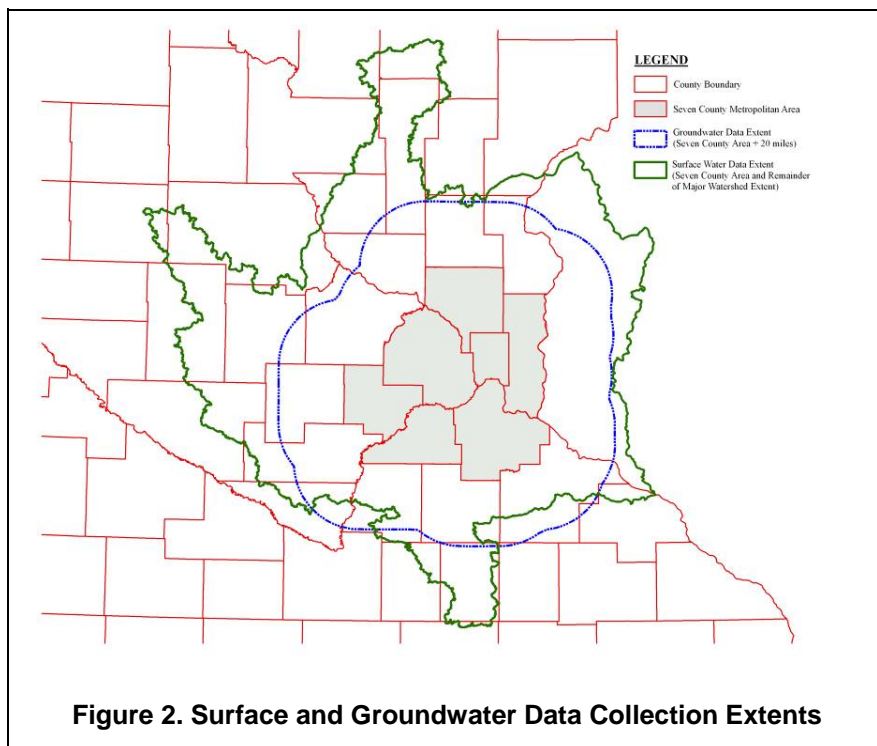 LEGEND
County Boundary
Seven County Metropolitan Area
Groundwater Data Extent
(Seven County Area + 20 miles)
Surface Water Data Extent
(Seven County Area and Remainder
of Major Watershed Extent)
Figure 2. Surface and Groundwater Data Collection Extents